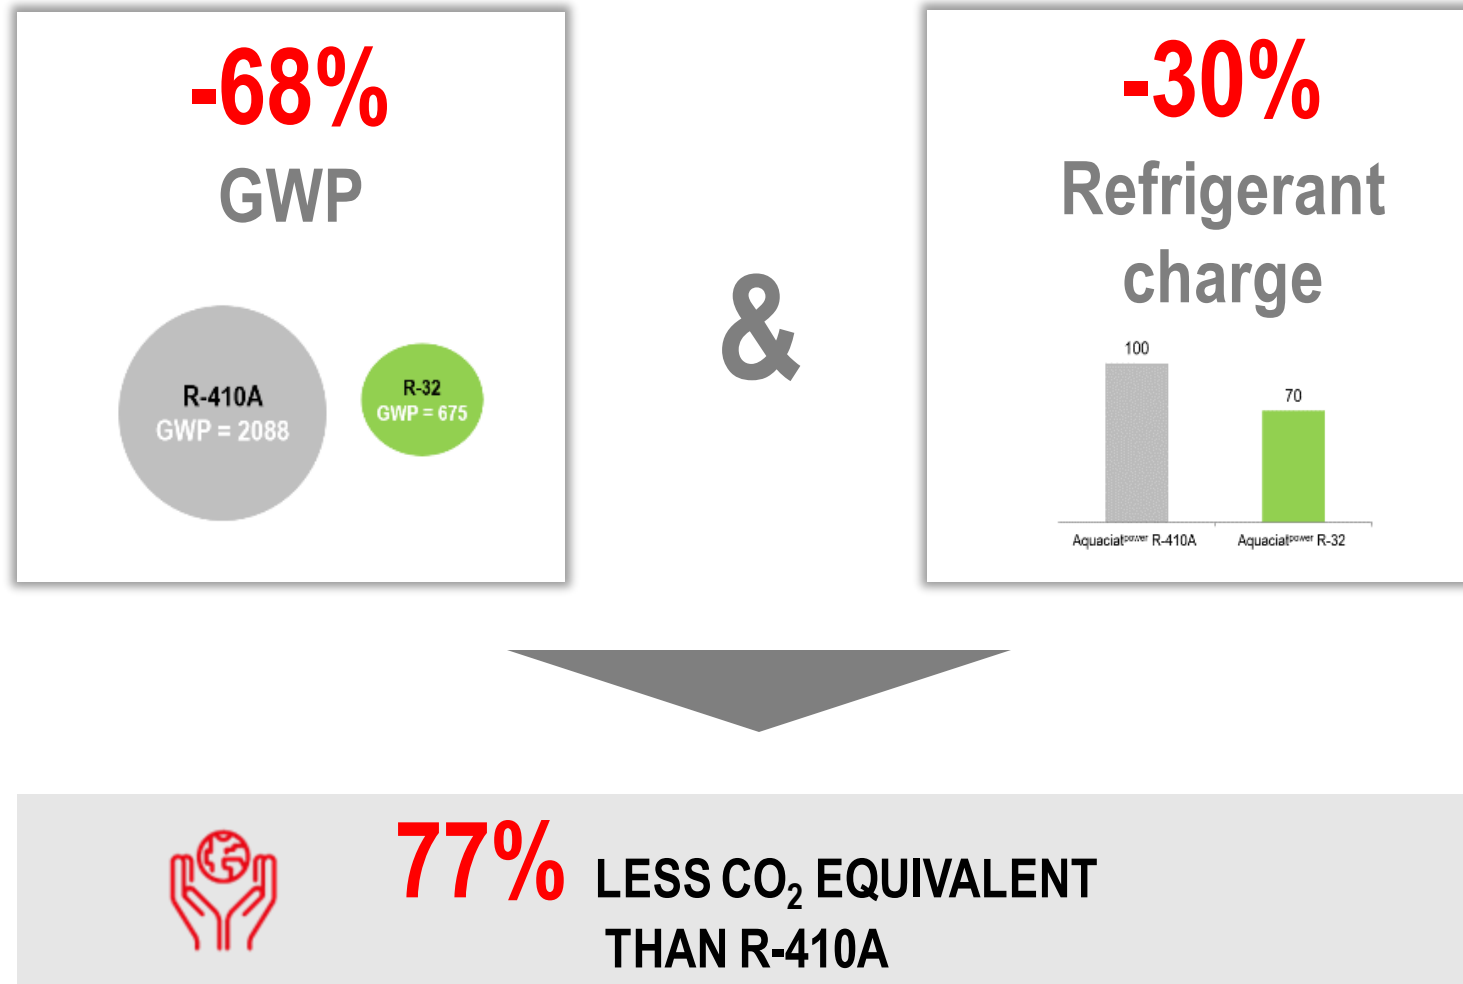 -68%
GWP
R-410A
GWP = 2088
R-32
GWP = 675
&
-30%
Refrigerant
charge
100
70
Aquaciatpower R-410A
Aquaciatpower R-32
77% LESS CO₂ EQUIVALENT
THAN R-410A